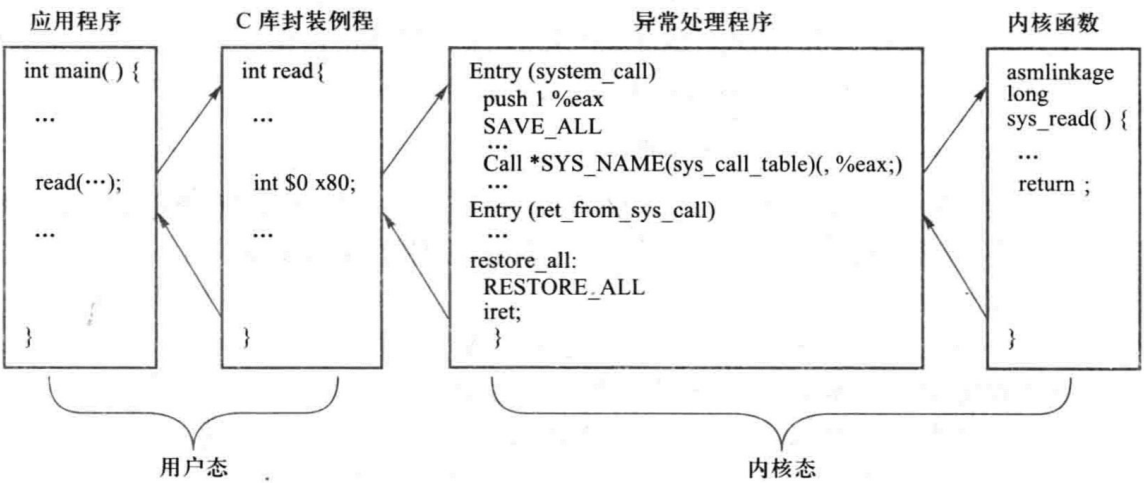 应用程序
int main( ) {
...
read(···);
...
}
C 库封装例程
int read{
...
int $0 x80;
...
}
异常处理程序
Entry (system_call)
push 1 %eax
SAVE_ALL
...
Call *SYS_NAME(sys_call_table)(, %eax;)
...
Entry (ret_from_sys_call)
...
restore_all:
RESTORE_ALL
iret;
}
内核函数
asmlinkage
long
sys_read( ) {
...
return ;
}
用户态
内核态